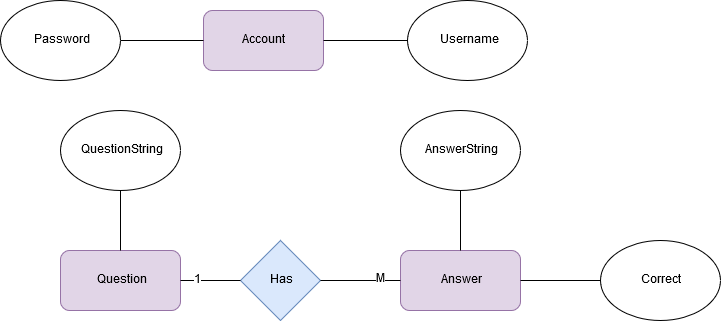 Password
Account
Username
QuestionString
AnswerString
Question
1
Has
M
Answer
Correct